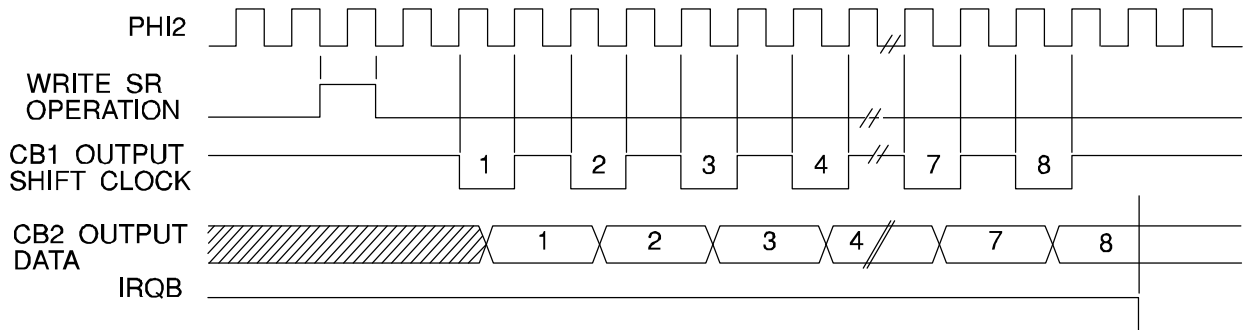 PHI2
WRITE SR
OPERATION
CB1 OUTPUT
SHIFT CLOCK
1 2 3 4 7 8
CB2 OUTPUT
DATA
1 2 3 4 7 8
IRQB